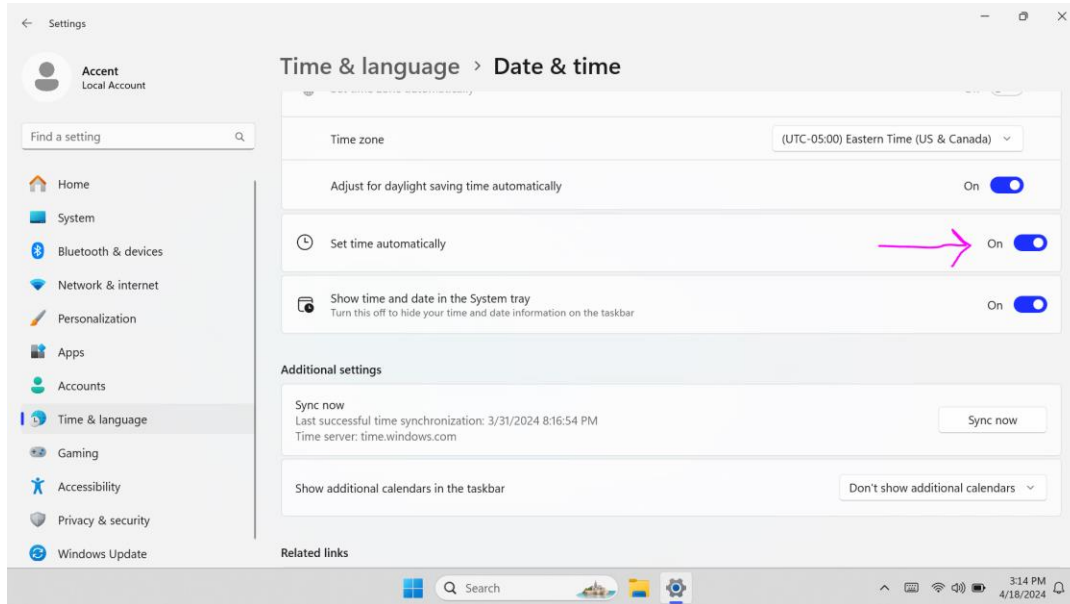 Settings
Accent
Local Account
Find a setting
Home
System
Bluetooth & devices
Network & internet
Personalization
Apps
Accounts
Time & language
Gaming
Accessibility
Privacy & security
Windows Update
Time & language > Date & time
Time zone
(UTC-05:00) Eastern Time (US & Canada)
Adjust for daylight saving time automatically
On
Set time automatically
On
Show time and date in the System tray
Turn this off to hide your time and date information on the taskbar
On
Additional settings
Sync now
Last successful time synchronization: 3/31/2024 8:16:54 PM
Time server: time.windows.com
Sync now
Show additional calendars in the taskbar
Don't show additional calendars
Related links
Search
3:14 PM
4/18/2024